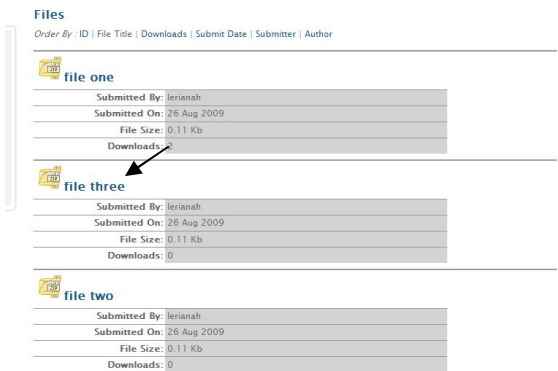 Files
Order By : ID | File Title | Downloads | Submit Date | Submitter | Author
file one
Submitted By: lerianah
Submitted On: 26 Aug 2009
File Size: 0.11 Kb
Downloads: 2
file three
Submitted By: lerianah
Submitted On: 26 Aug 2009
File Size: 0.11 Kb
Downloads: 0
file two
Submitted By: lerianah
Submitted On: 26 Aug 2009
File Size: 0.11 Kb
Downloads: 0